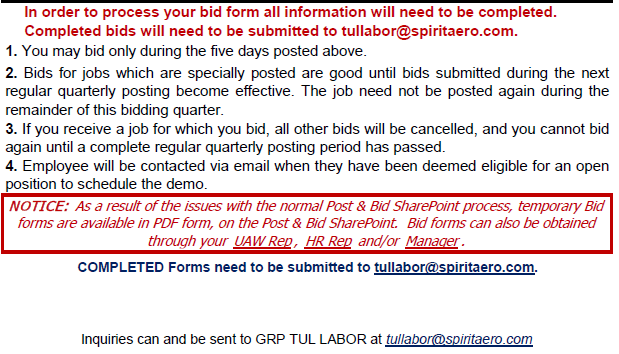 In order to process your bid form all information will need to be completed.
Completed bids will need to be submitted to tullabor@spiritaero.com.
1. You may bid only during the five days posted above.
2. Bids for jobs which are specially posted are good until bids submitted during the next
regular quarterly posting become effective. The job need not be posted again during the
remainder of this bidding quarter.
3. If you receive a job for which you bid, all other bids will be cancelled, and you cannot bid
again until a complete regular quarterly posting period has passed.
4. Employee will be contacted via email when they have been deemed eligible for an open
position to schedule the demo.
NOTICE: As a result of the issues with the normal Post & Bid SharePoint process, temporary Bid
forms are available in PDF form, on the Post & Bid SharePoint. Bid forms can also be obtained
through your UAW Rep, HR Rep and/or Manager.
COMPLETED Forms need to be submitted to tullabor@spiritaero.com.
Inquiries can and be sent to GRP TUL LABOR at tullabor@spiritaero.com